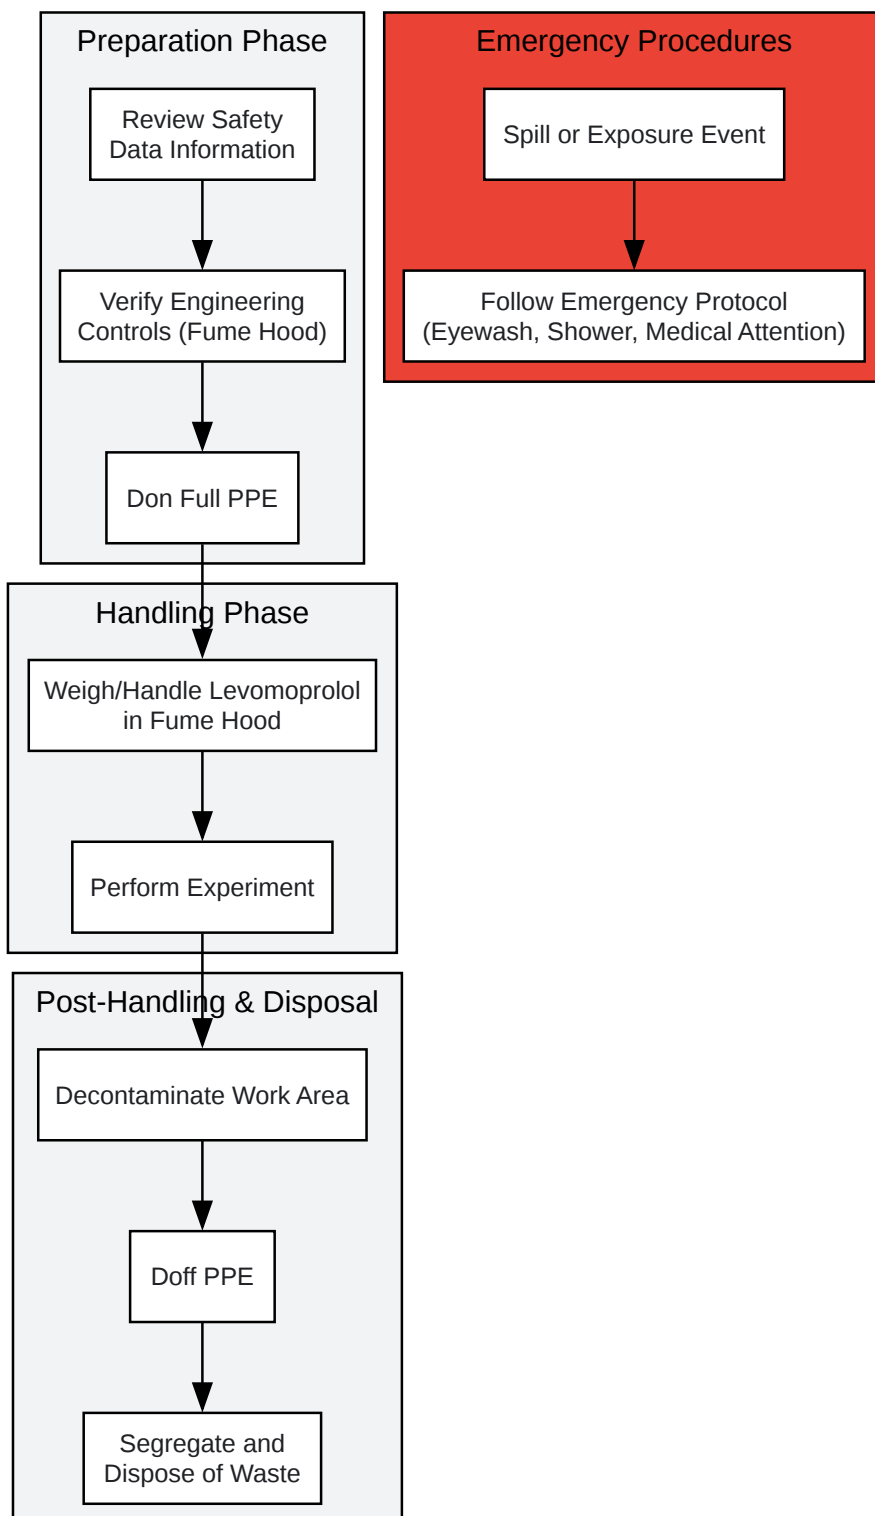 Preparation Phase
Review Safety
Data Information
Verify Engineering
Controls (Fume Hood)
Don Full PPE
Handling Phase
Weigh/Handle Levomoprolol
in Fume Hood
Perform Experiment
Post-Handling & Disposal
Decontaminate Work Area
Doff PPE
Segregate and
Dispose of Waste
Emergency Procedures
Spill or Exposure Event
Follow Emergency Protocol
(Eyewash, Shower, Medical Attention)